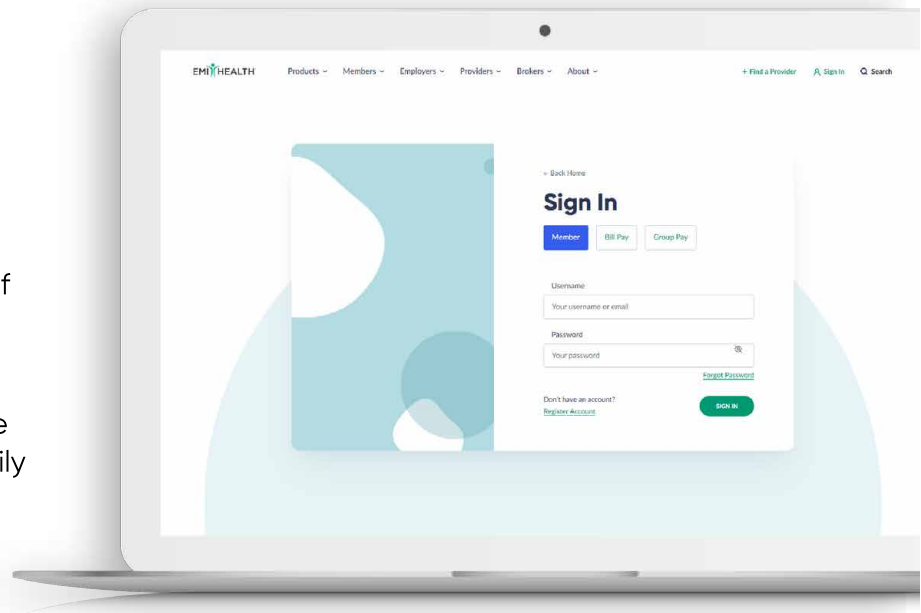 f
e
ily
EMI HEALTH Products Members Employers Providers Brokers About + Find a Provider Sign In Search
← Back Home
Sign In
Member Bill Pay Group Pay
Username
Your username or email
Password
Your password
Forgot Password
Don't have an account?
Register Account
SIGN IN